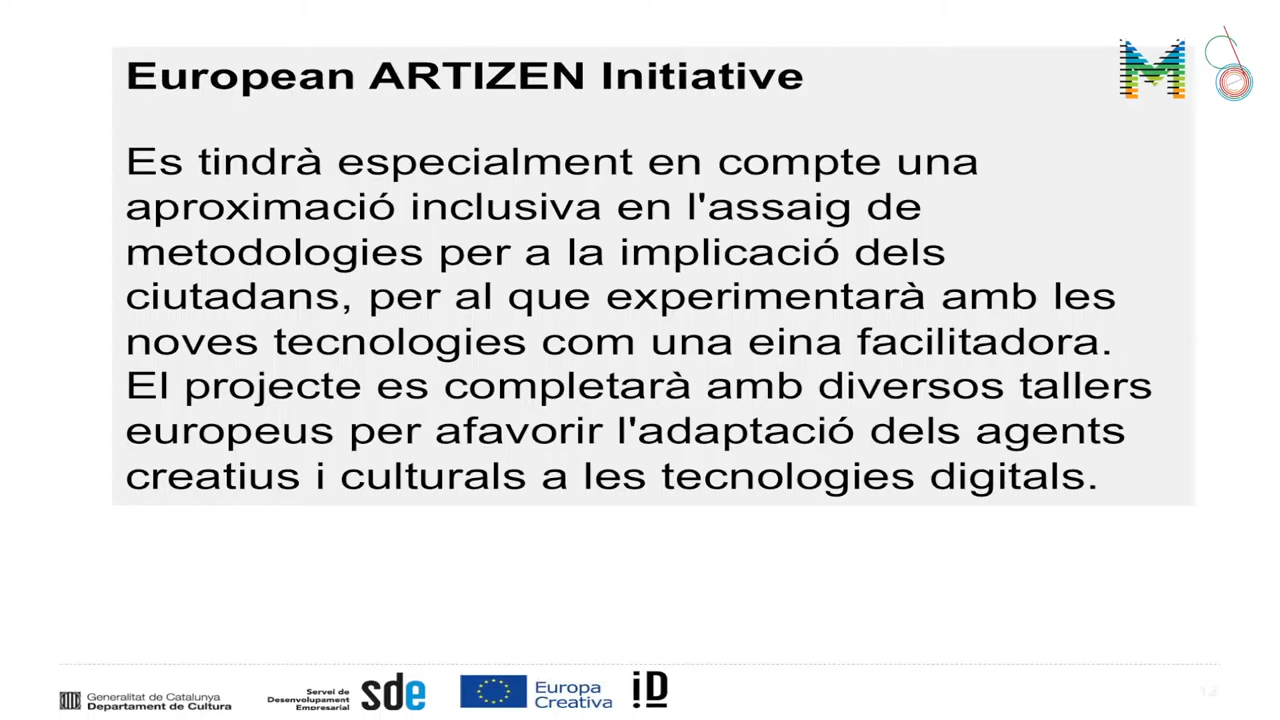 European ARTIZEN Initiative
Es tindrà especialment en compte una
aproximació inclusiva en l'assaig de
metodologies per a la implicació dels
ciutadans, per al que experimentarà amb les
noves tecnologies com una eina facilitadora.
El projecte es completarà amb diversos tallers
europeus per afavorir l'adaptació dels agents
creatius i culturals a les tecnologies digitals.
M
Generalitat de Catalunya
Departament de Cultura
Servei de
Desenvolupament
Empresarial
sde
Europa
Creativa
iD
12